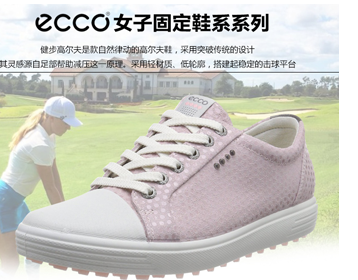 ecco女子固定鞋系系列
健步高尔夫是款自然律动的高尔夫鞋，采用突破传统的设计
其灵感源自足部帮助减压这一原理。采用轻材质、低轮廓，搭建起稳定的击球平台
ecco